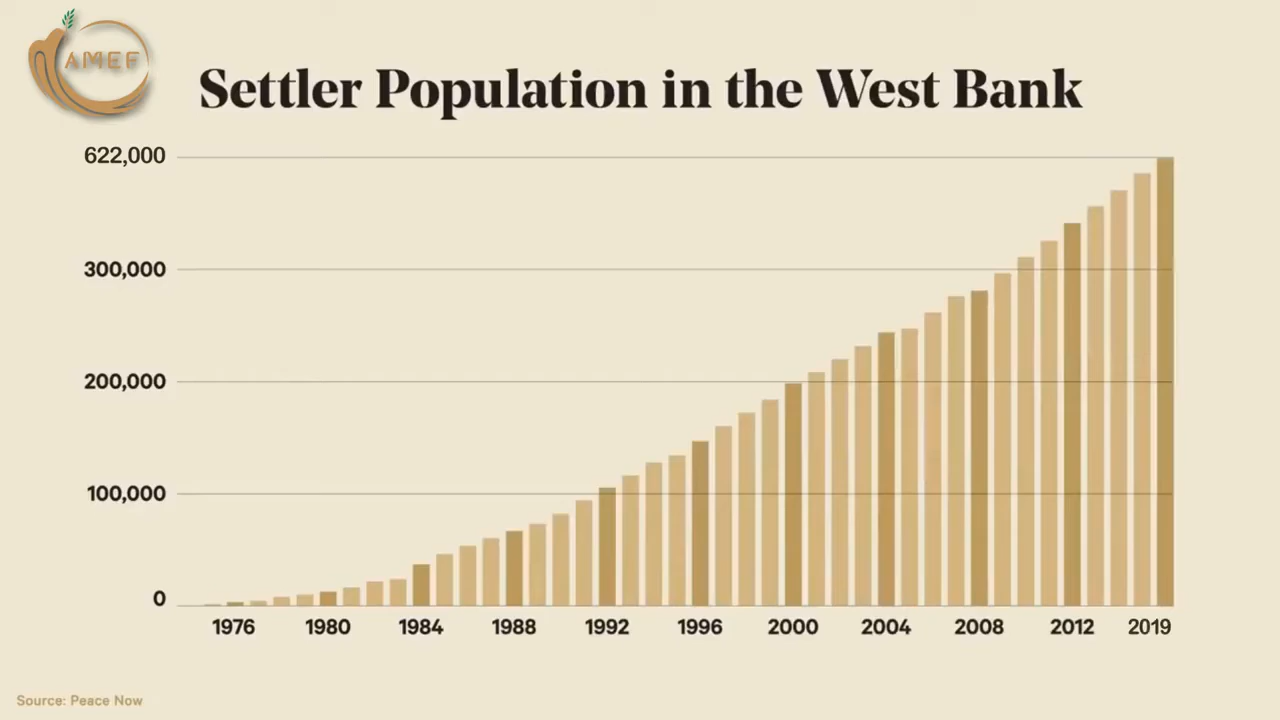 AMEF
Settler Population in the West Bank
622,000
300,000
200,000
100,000
0
1976 1980 1984 1988 1992 1996 2000 2004 2008 2012 2019
Source: Peace Now